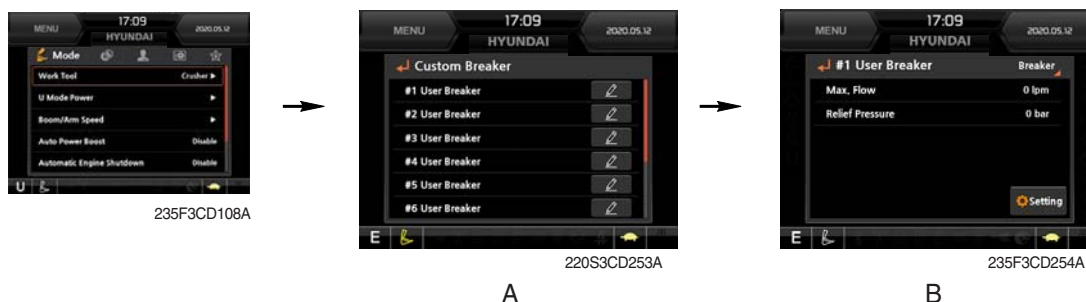 MENU
17:09
HYUNDAI
2020.05.12
Mode
Work Tool Crusher ▶
U Mode Power ▶
Boom/Arm Speed ▶
Auto Power Boost Disable
Automatic Engine Shutdown Disable
U
235F3CD108A
MENU
17:09
HYUNDAI
2020.05.12
Custom Breaker
#1 User Breaker
#2 User Breaker
#3 User Breaker
#4 User Breaker
#5 User Breaker
#6 User Breaker
E
220S3CD253A
A
MENU
17:09
HYUNDAI
2020.05.12
#1 User Breaker Breaker
Max, Flow 0 lpm
Relief Pressure 0 bar
Setting
E
235F3CD254A
B